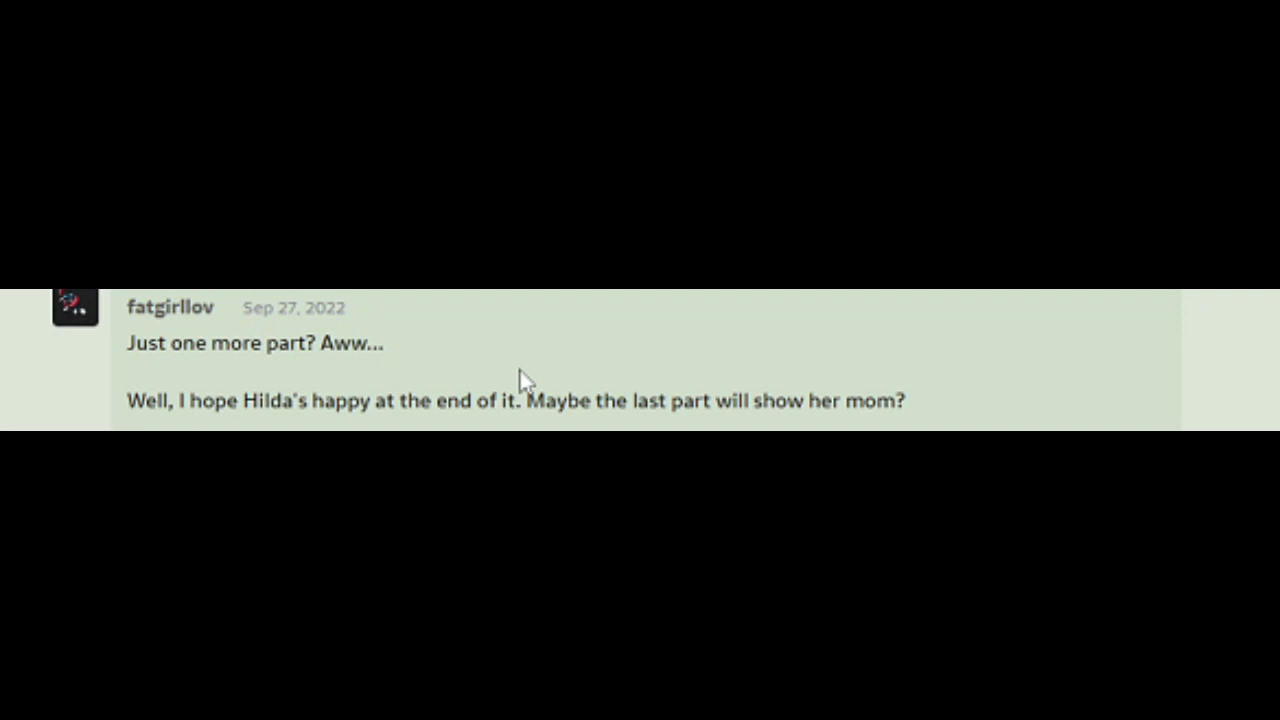 fatgirllov Sep 27, 2022
Just one more part? Aww...
Well, I hope Hilda's happy at the end of it. Maybe the last part will show her mom?